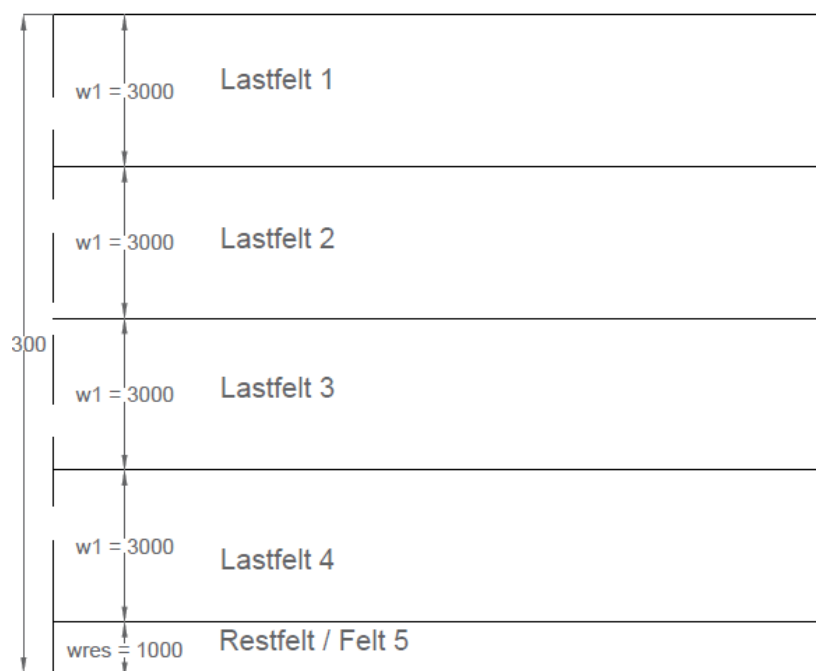 w1 = 3000 Lastfelt 1
w1 = 3000 Lastfelt 2
300
w1 = 3000 Lastfelt 3
w1 = 3000 Lastfelt 4
wres = 1000 Restfelt / Felt 5